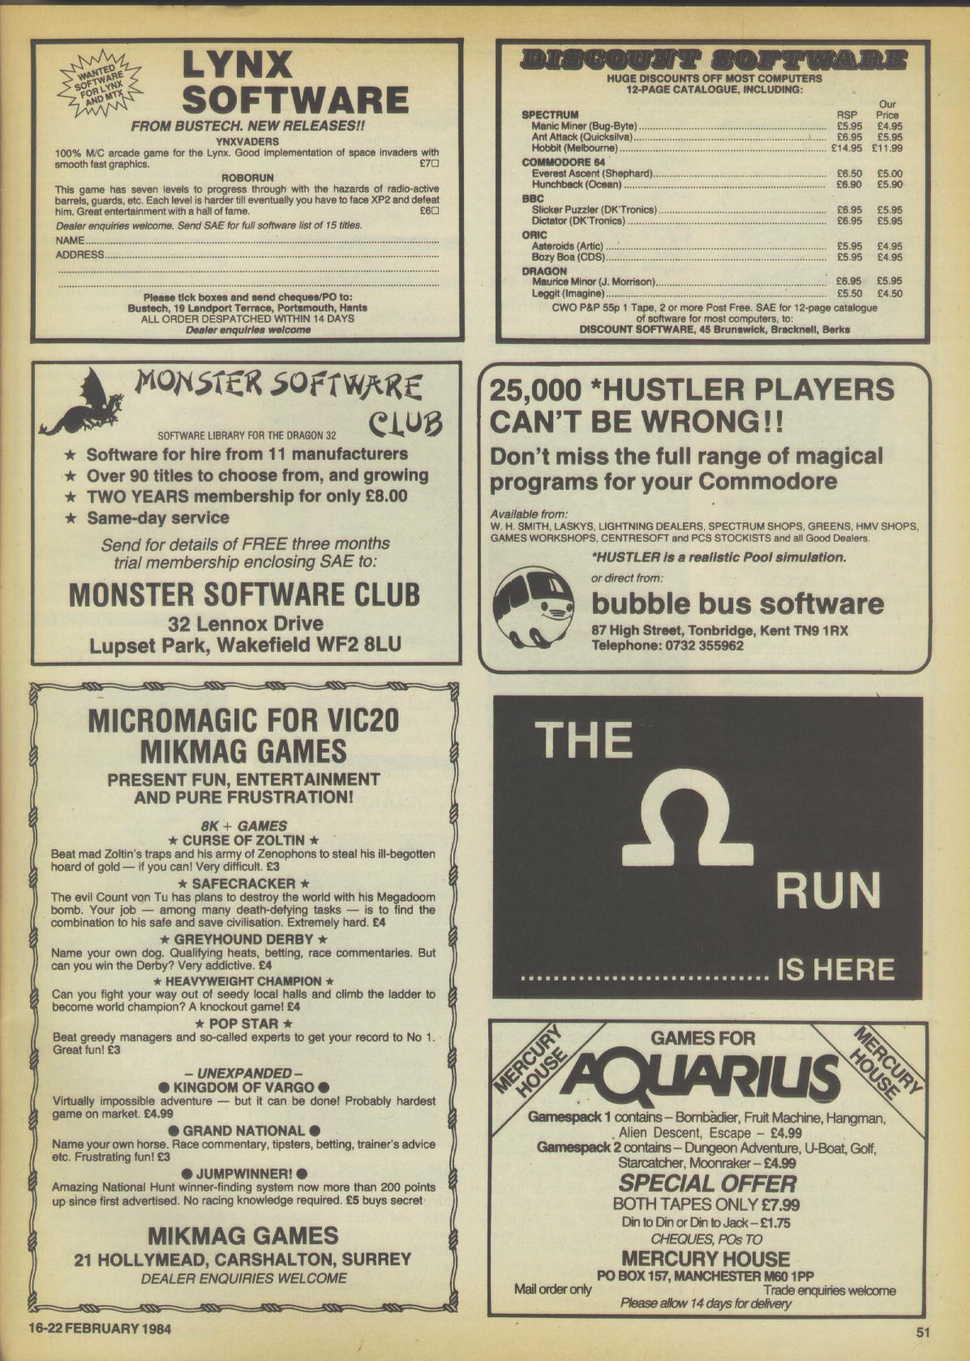 WANTED
SOFTWARE
FOR LYNX
AND MTX
LYNX
SOFTWARE
FROM BUSTECH. NEW RELEASES!!
YNXVADERS
100% M/C arcade game for the Lynx. Good implementation of space invaders with
smooth fast graphics. £7□
ROBORUN
This game has seven levels to progress through with the hazards of radio-active
barrels, guards, etc. Each level is harder till eventually you have to face XP2 and defeat
him. Great entertainment with a hall of fame. £6□
Dealer enquiries welcome. Send SAE for full software list of 15 titles.
NAME
ADDRESS
Please tick boxes and send cheques/PO to:
Bustech, 19 Landport Terrace, Portsmouth, Hants
ALL ORDER DESPATCHED WITHIN 14 DAYS
Dealer enquiries welcome
DISCOUNT SOFTWARE
HUGE DISCOUNTS OFF MOST COMPUTERS
12-PAGE CATALOGUE, INCLUDING:
Our
SPECTRUM RSP Price
Manic Miner (Bug-Byte) £5.95 £4.95
Ant Attack (Quicksilva) £6.95 £5.95
Hobbit (Melbourne) £14.95 £11.99
COMMODORE 64
Everest Ascent (Shephard) £6.50 £5.00
Hunchback (Ocean) £6.90 £5.90
BBC
Slicker Puzzler (DK'Tronics) £6.95 £5.95
Dictator (DK'Tronics) £6.95 £5.95
ORIC
Asteroids (Artic) £5.95 £4.95
Bozy Boa (CDS) £5.95 £4.95
DRAGON
Maurice Minor (J. Morrison) £6.95 £5.95
Leggit (Imagine) £5.50 £4.50
CWO P&P 55p 1 Tape, 2 or more Post Free. SAE for 12-page catalogue
of software for most computers, to:
DISCOUNT SOFTWARE, 45 Brunswick, Bracknell, Berks
MONSTER SOFTWARE
CLUB
SOFTWARE LIBRARY FOR THE DRAGON 32
★ Software for hire from 11 manufacturers
★ Over 90 titles to choose from, and growing
★ TWO YEARS membership for only £8.00
★ Same-day service
Send for details of FREE three months
trial membership enclosing SAE to:
MONSTER SOFTWARE CLUB
32 Lennox Drive
Lupset Park, Wakefield WF2 8LU
25,000 *HUSTLER PLAYERS
CAN'T BE WRONG!!
Don't miss the full range of magical
programs for your Commodore
Available from:
W. H. SMITH, LASKYS, LIGHTNING DEALERS, SPECTRUM SHOPS, GREENS, HMV SHOPS,
GAMES WORKSHOPS, CENTRESOFT and PCS STOCKISTS and all Good Dealers.
*HUSTLER is a realistic Pool simulation.
or direct from:
bubble bus software
87 High Street, Tonbridge, Kent TN9 1RX
Telephone: 0732 355962
MICROMAGIC FOR VIC20
MIKMAG GAMES
PRESENT FUN, ENTERTAINMENT
AND PURE FRUSTRATION!
8K + GAMES
★ CURSE OF ZOLTIN ★
Beat mad Zoltin's traps and his army of Zenophons to steal his ill-begotten
hoard of gold — if you can! Very difficult. £3
★ SAFECRACKER ★
The evil Count von Tu has plans to destroy the world with his Megadoom
bomb. Your job — among many death-defying tasks — is to find the
combination to his safe and save civilisation. Extremely hard. £4
★ GREYHOUND DERBY ★
Name your own dog. Qualifying heats, betting, race commentaries. But
can you win the Derby? Very addictive. £4
★ HEAVYWEIGHT CHAMPION ★
Can you fight your way out of seedy local halls and climb the ladder to
become world champion? A knockout game! £4
★ POP STAR ★
Beat greedy managers and so-called experts to get your record to No 1.
Great fun! £3
– UNEXPANDED –
● KINGDOM OF VARGO ●
Virtually impossible adventure — but it can be done! Probably hardest
game on market. £4.99
● GRAND NATIONAL ●
Name your own horse. Race commentary, tipsters, betting, trainer's advice
etc. Frustrating fun! £3
● JUMPWINNER! ●
Amazing National Hunt winner-finding system now more than 200 points
up since first advertised. No racing knowledge required. £5 buys secret
MIKMAG GAMES
21 HOLLYMEAD, CARSHALTON, SURREY
DEALER ENQUIRIES WELCOME
THE
Ω
RUN
IS HERE
MERCURY
HOUSE
GAMES FOR
AQUARIUS
MERCURY
HOUSE
Gamespack 1 contains – Bombadier, Fruit Machine, Hangman,
Alien Descent, Escape – £4.99
Gamespack 2 contains – Dungeon Adventure, U-Boat, Golf,
Starcatcher, Moonraker – £4.99
SPECIAL OFFER
BOTH TAPES ONLY £7.99
Din to Din or Din to Jack – £1.75
CHEQUES, POs TO
MERCURY HOUSE
PO BOX 157, MANCHESTER M60 1PP
Mail order only Trade enquiries welcome
Please allow 14 days for delivery
16-22 FEBRUARY 1984
51